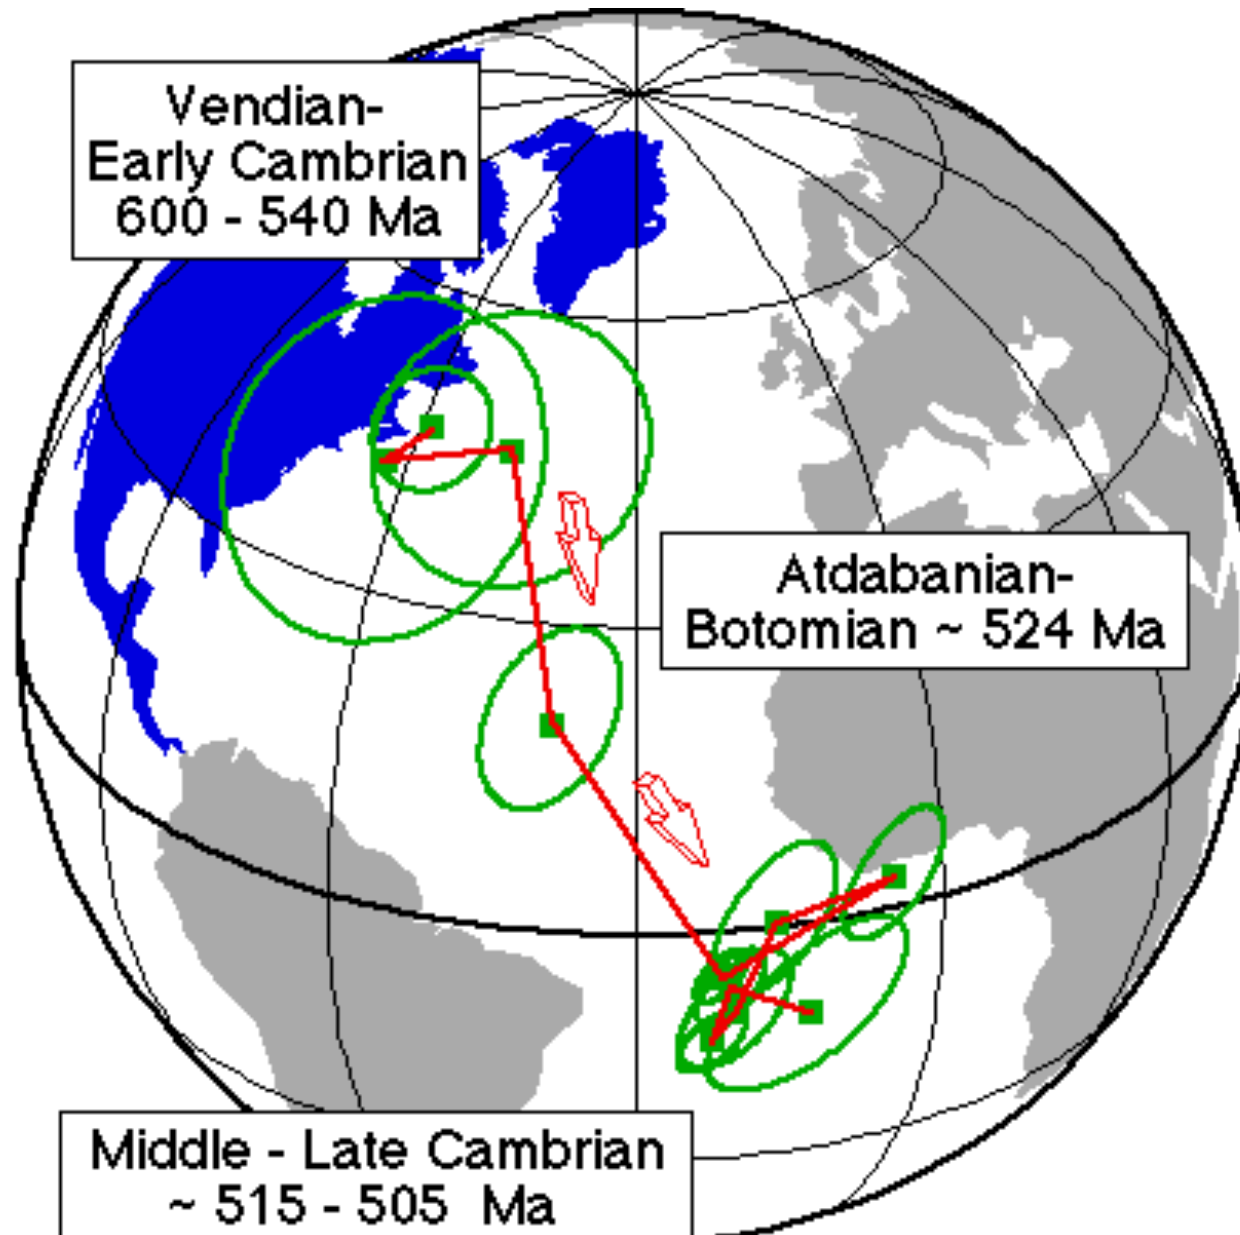 Vendian-
Early Cambrian
600 - 540 Ma
Atdabanian-
Botomian ~ 524 Ma
Middle - Late Cambrian
~ 515 - 505 Ma